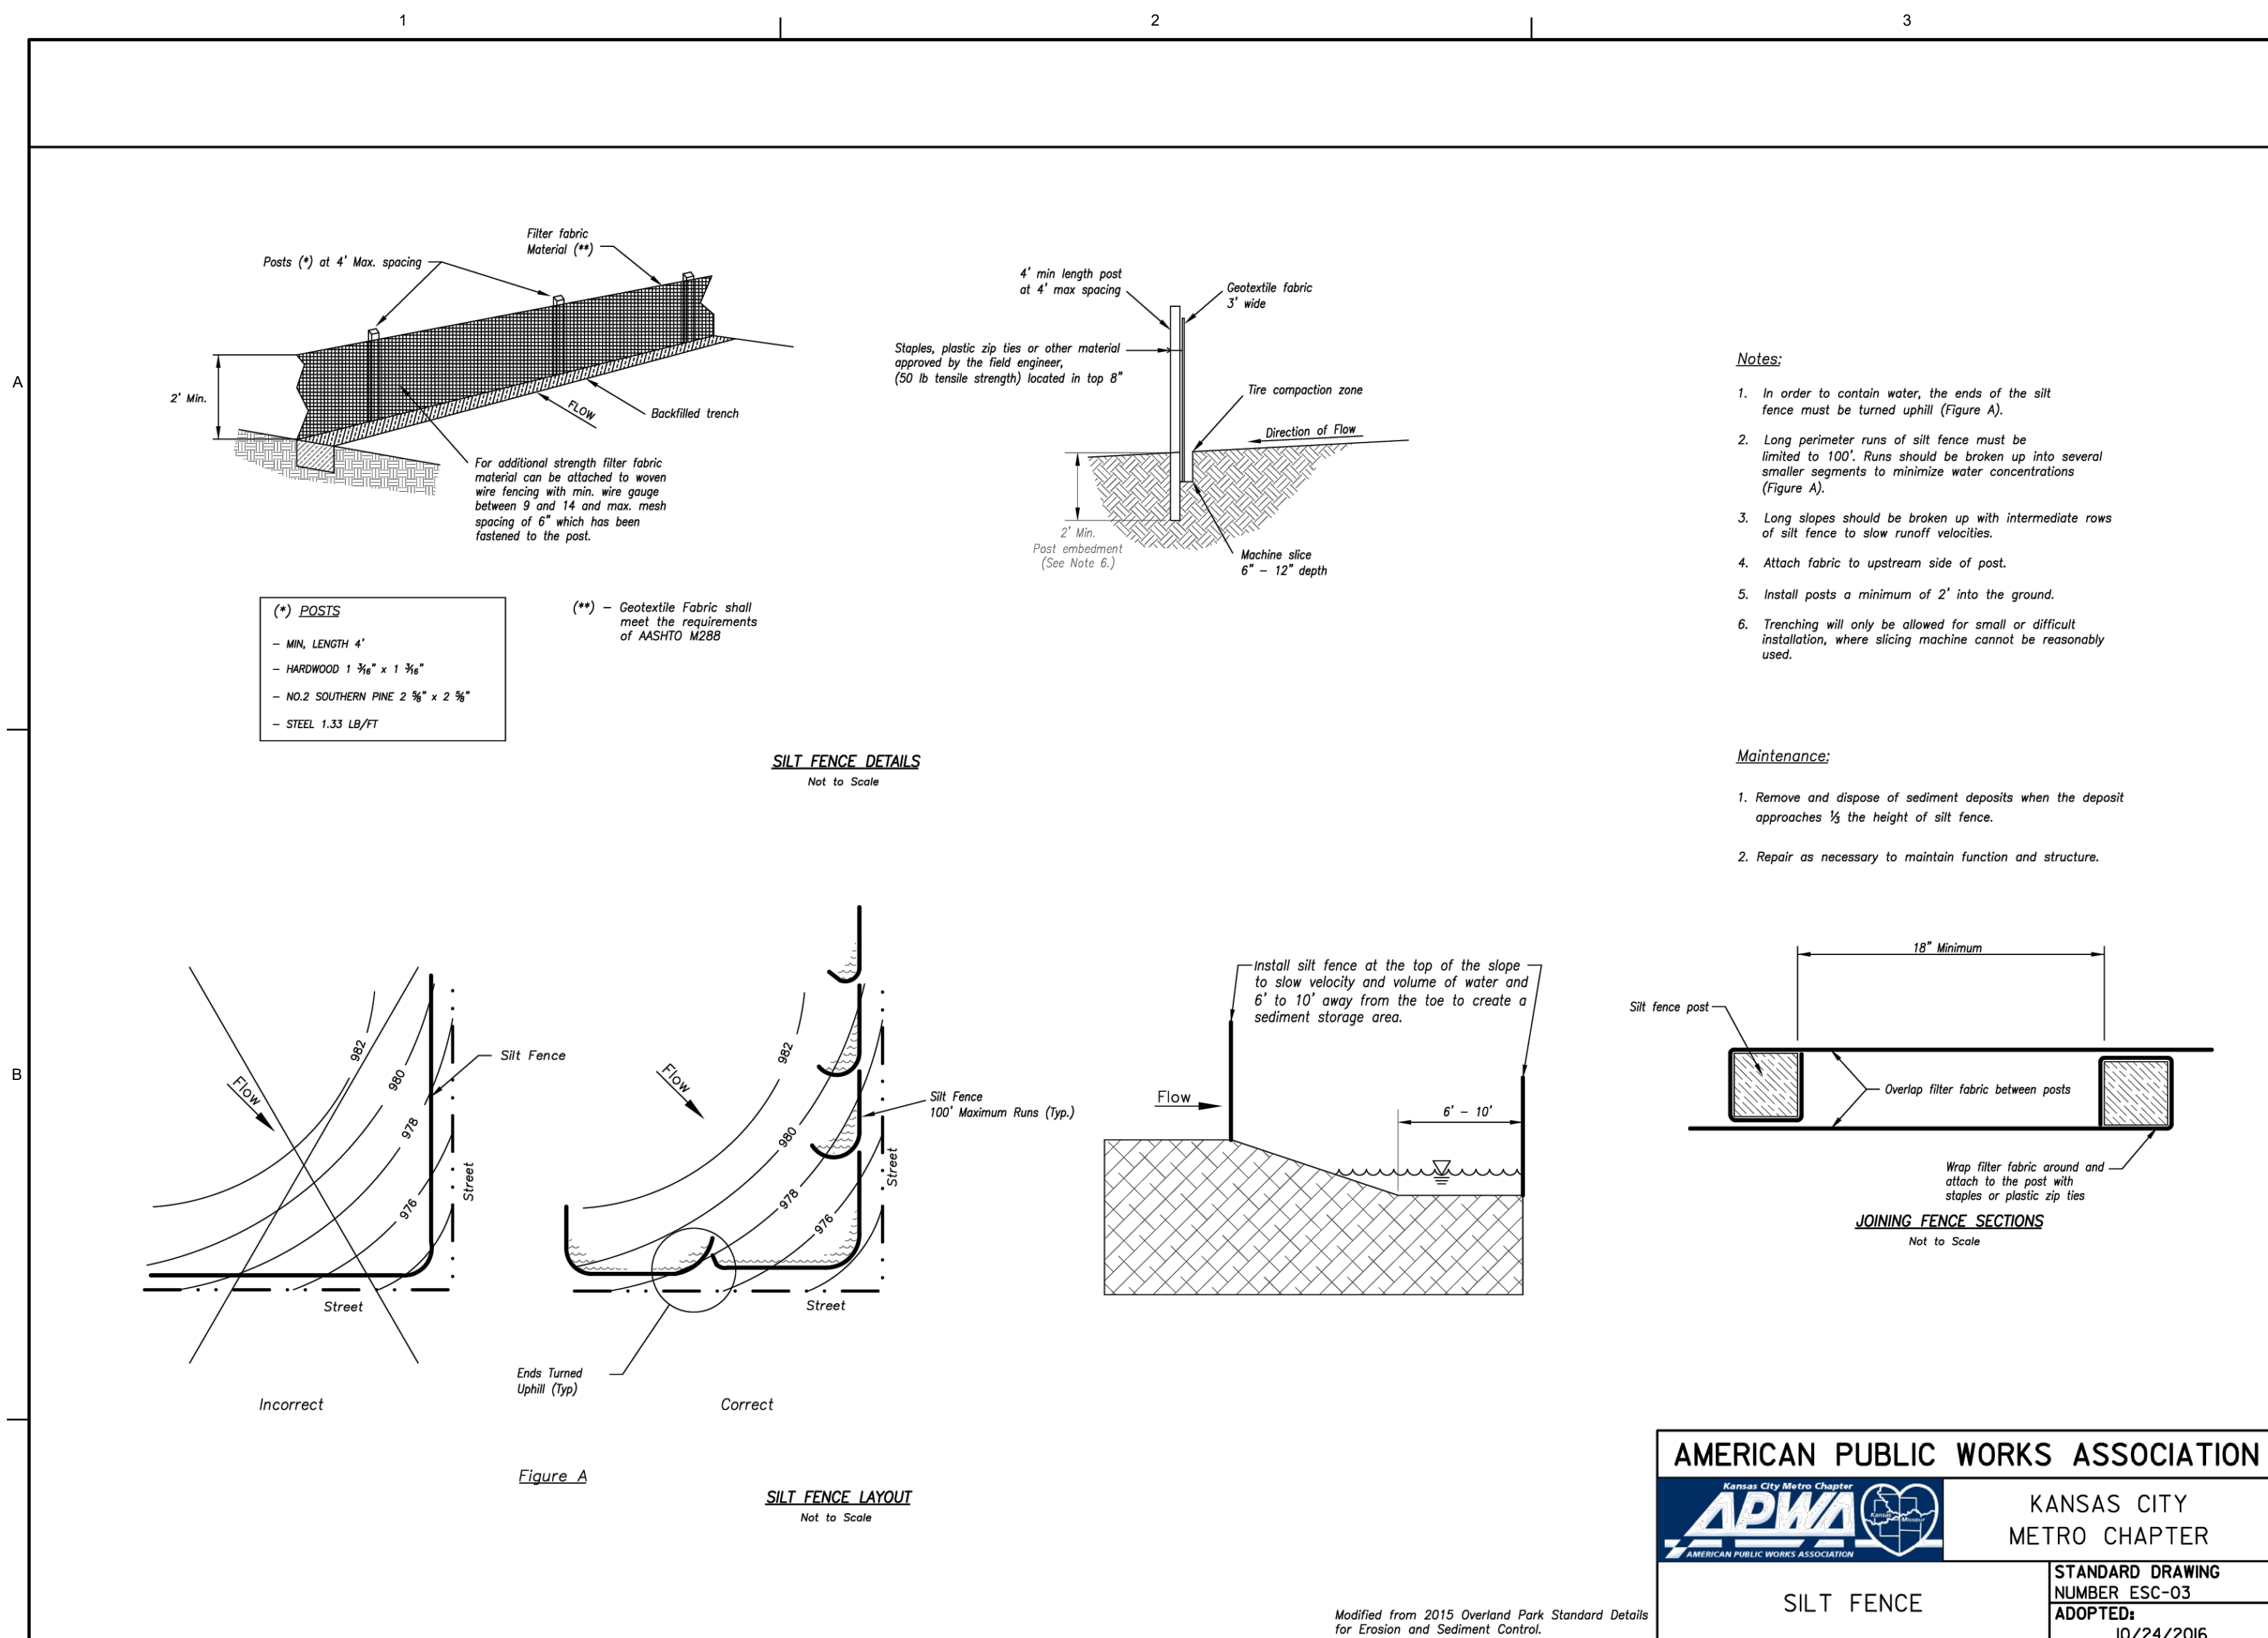 1
2
3
A
B
Posts (*) at 4' Max. spacing
Filter fabric
Material (**)
2' Min.
FLOW
Backfilled trench
For additional strength filter fabric
material can be attached to woven
wire fencing with min. wire gauge
between 9 and 14 and max. mesh
spacing of 6" which has been
fastened to the post.
(*) POSTS
- MIN, LENGTH 4'
- HARDWOOD 1 3/16" x 1 3/16"
- NO.2 SOUTHERN PINE 2 5/8" x 2 5/8"
- STEEL 1.33 LB/FT
(**) - Geotextile Fabric shall
meet the requirements
of AASHTO M288
4' min length post
at 4' max spacing
Geotextile fabric
3' wide
Staples, plastic zip ties or other material
approved by the field engineer,
(50 lb tensile strength) located in top 8"
Tire compaction zone
Direction of Flow
2' Min.
Post embedment
(See Note 6.)
Machine slice
6" - 12" depth
SILT FENCE DETAILS
Not to Scale
Notes:
1. In order to contain water, the ends of the silt
fence must be turned uphill (Figure A).
2. Long perimeter runs of silt fence must be
limited to 100'. Runs should be broken up into several
smaller segments to minimize water concentrations
(Figure A).
3. Long slopes should be broken up with intermediate rows
of silt fence to slow runoff velocities.
4. Attach fabric to upstream side of post.
5. Install posts a minimum of 2' into the ground.
6. Trenching will only be allowed for small or difficult
installation, where slicing machine cannot be reasonably
used.
Maintenance:
1. Remove and dispose of sediment deposits when the deposit
approaches 1/3 the height of silt fence.
2. Repair as necessary to maintain function and structure.
Flow
982
980
978
976
Silt Fence
Street
Street
Incorrect
Flow
982
980
978
976
Silt Fence
100' Maximum Runs (Typ.)
Street
Street
Ends Turned
Uphill (Typ)
Correct
Figure A
SILT FENCE LAYOUT
Not to Scale
Install silt fence at the top of the slope
to slow velocity and volume of water and
6' to 10' away from the toe to create a
sediment storage area.
Flow
6' - 10'
18" Minimum
Silt fence post
Overlap filter fabric between posts
Wrap filter fabric around and
attach to the post with
staples or plastic zip ties
JOINING FENCE SECTIONS
Not to Scale
Modified from 2015 Overland Park Standard Details
for Erosion and Sediment Control.
AMERICAN PUBLIC WORKS ASSOCIATION
Kansas City Metro Chapter
APWA
Kansas
Missouri
AMERICAN PUBLIC WORKS ASSOCIATION
KANSAS CITY
METRO CHAPTER
SILT FENCE
STANDARD DRAWING
NUMBER ESC-03
ADOPTED:
10/24/2016